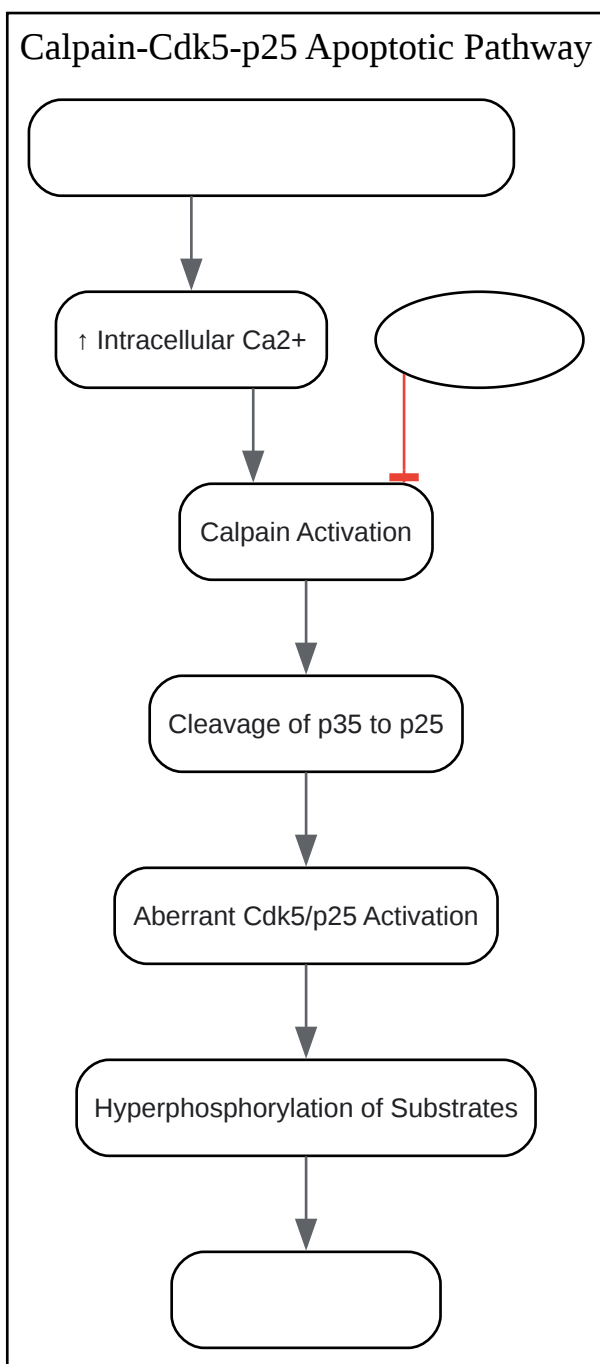 Calpain-Cdk5-p25 Apoptotic Pathway
↑ Intracellular Ca2+
Calpain Activation
Cleavage of p35 to p25
Aberrant Cdk5/p25 Activation
Hyperphosphorylation of Substrates